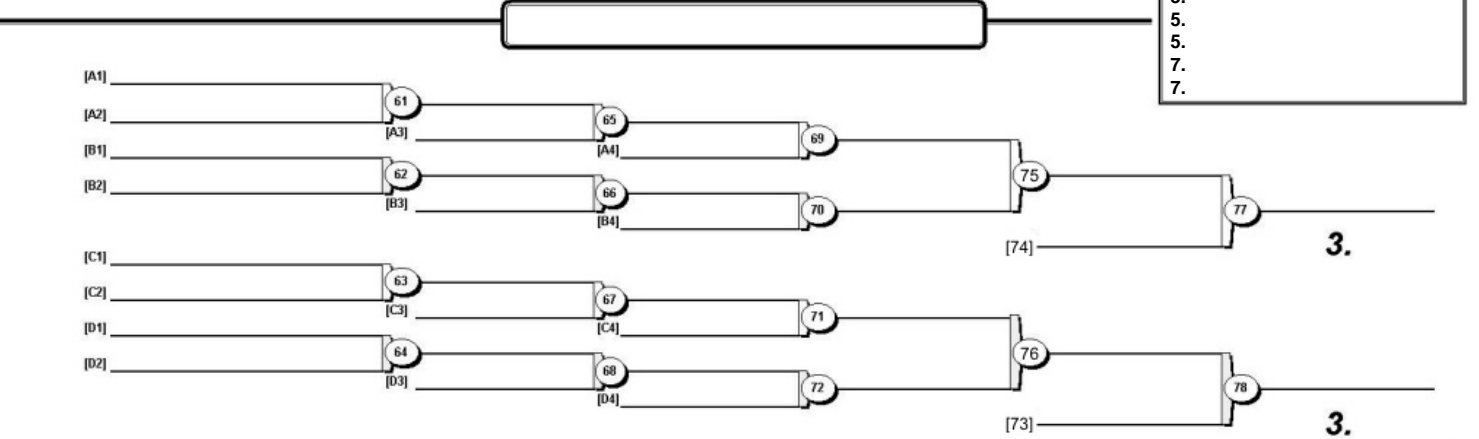 5.
5.
7.
7.
[A1]
61
[A2]
[A3]
65
[A4]
69
[B1]
62
[B2]
[B3]
66
[B4]
70
75
77
[74]
3.
[C1]
63
[C2]
[C3]
67
[C4]
71
[D1]
64
[D2]
[D3]
68
[D4]
72
76
78
[73]
3.